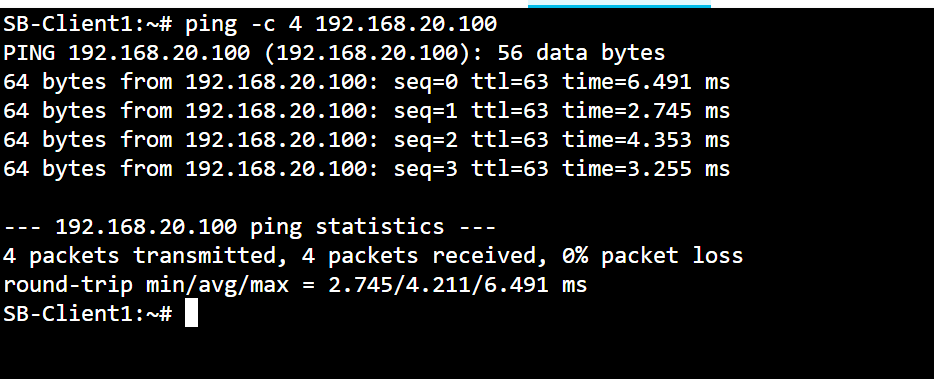 SB-Client1:~# ping -c 4 192.168.20.100
PING 192.168.20.100 (192.168.20.100): 56 data bytes
64 bytes from 192.168.20.100: seq=0 ttl=63 time=6.491 ms
64 bytes from 192.168.20.100: seq=1 ttl=63 time=2.745 ms
64 bytes from 192.168.20.100: seq=2 ttl=63 time=4.353 ms
64 bytes from 192.168.20.100: seq=3 ttl=63 time=3.255 ms

--- 192.168.20.100 ping statistics ---
4 packets transmitted, 4 packets received, 0% packet loss
round-trip min/avg/max = 2.745/4.211/6.491 ms
SB-Client1:~#